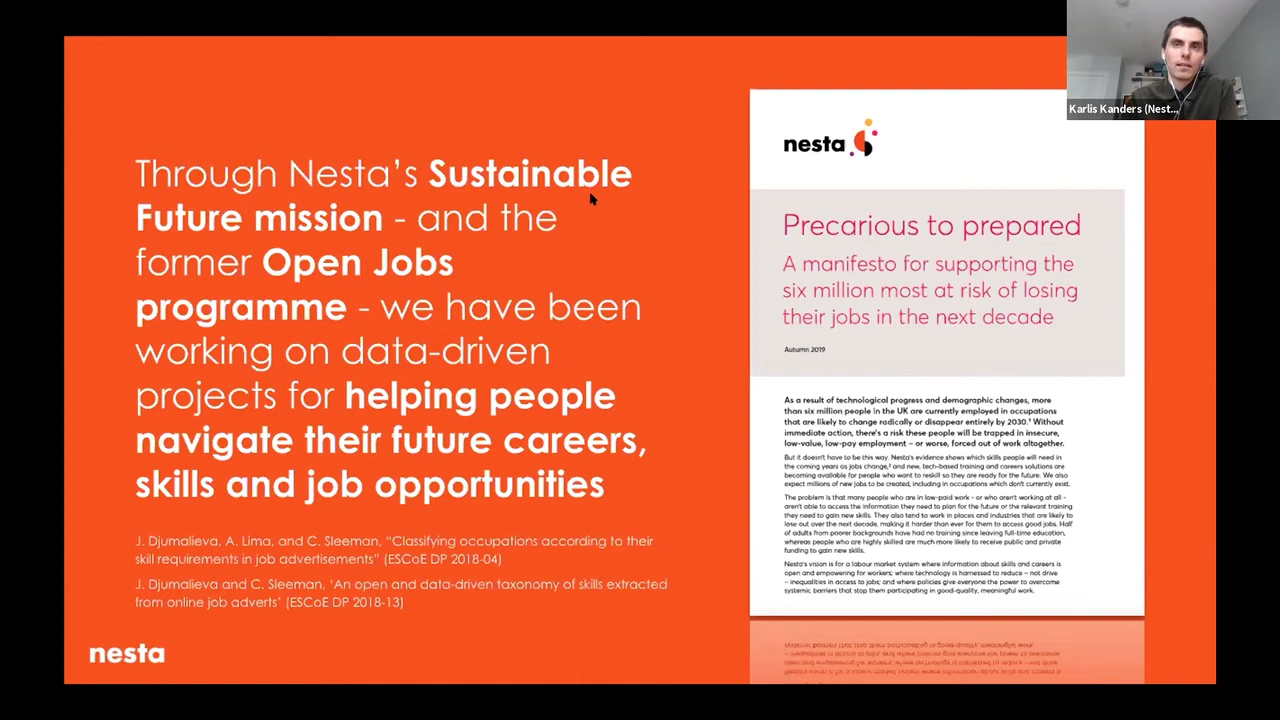 Through Nesta’s Sustainable
Future mission - and the
former Open Jobs
programme - we have been
working on data-driven
projects for helping people
navigate their future careers,
skills and job opportunities
J. Djumalieva, A. Lima, and C. Sleeman, “Classifying occupations according to their
skill requirements in job advertisements” (ESCoE DP 2018-04)
J. Djumalieva and C. Sleeman, ‘An open and data-driven taxonomy of skills extracted
from online job adverts’ (ESCoE DP 2018-13)
nesta
Karlis Kanders (Nest...
nesta
Precarious to prepared
A manifesto for supporting the
six million most at risk of losing
their jobs in the next decade
Autumn 2019
As a result of technological progress and demographic changes, more
than six million people in the UK are currently employed in occupations
that are likely to change radically or disappear entirely by 2030.¹ Without
immediate action, there’s a risk these people will be trapped in insecure,
low-value, low-pay employment – or worse, forced out of work altogether.
But it doesn’t have to be this way. Nesta’s evidence shows which skills people will need in
the coming years as jobs change,² and new, tech-based training and careers solutions are
becoming available for people who want to reskill so they are ready for the future. We also
expect millions of new jobs to be created, including in occupations which don’t currently exist.
The problem is that many people who are in low-paid work - or who aren’t working at all -
aren’t able to access the information they need to plan for the future or the relevant training
they need to gain new skills. They also tend to work in places and industries that are likely to
lose out over the next decade, making it harder than ever for them to access good jobs. Half
of adults from poorer backgrounds have had no training since leaving full-time education,
whereas people who are highly skilled are much more likely to receive public and private
funding to gain new skills.
Nesta’s vision is for a labour market system where information about skills and careers is
open and empowering for workers; where technology is harnessed to reduce – not drive
– inequalities in access to jobs; and where policies give everyone the power to overcome
systemic barriers that stop them participating in good-quality, meaningful work.